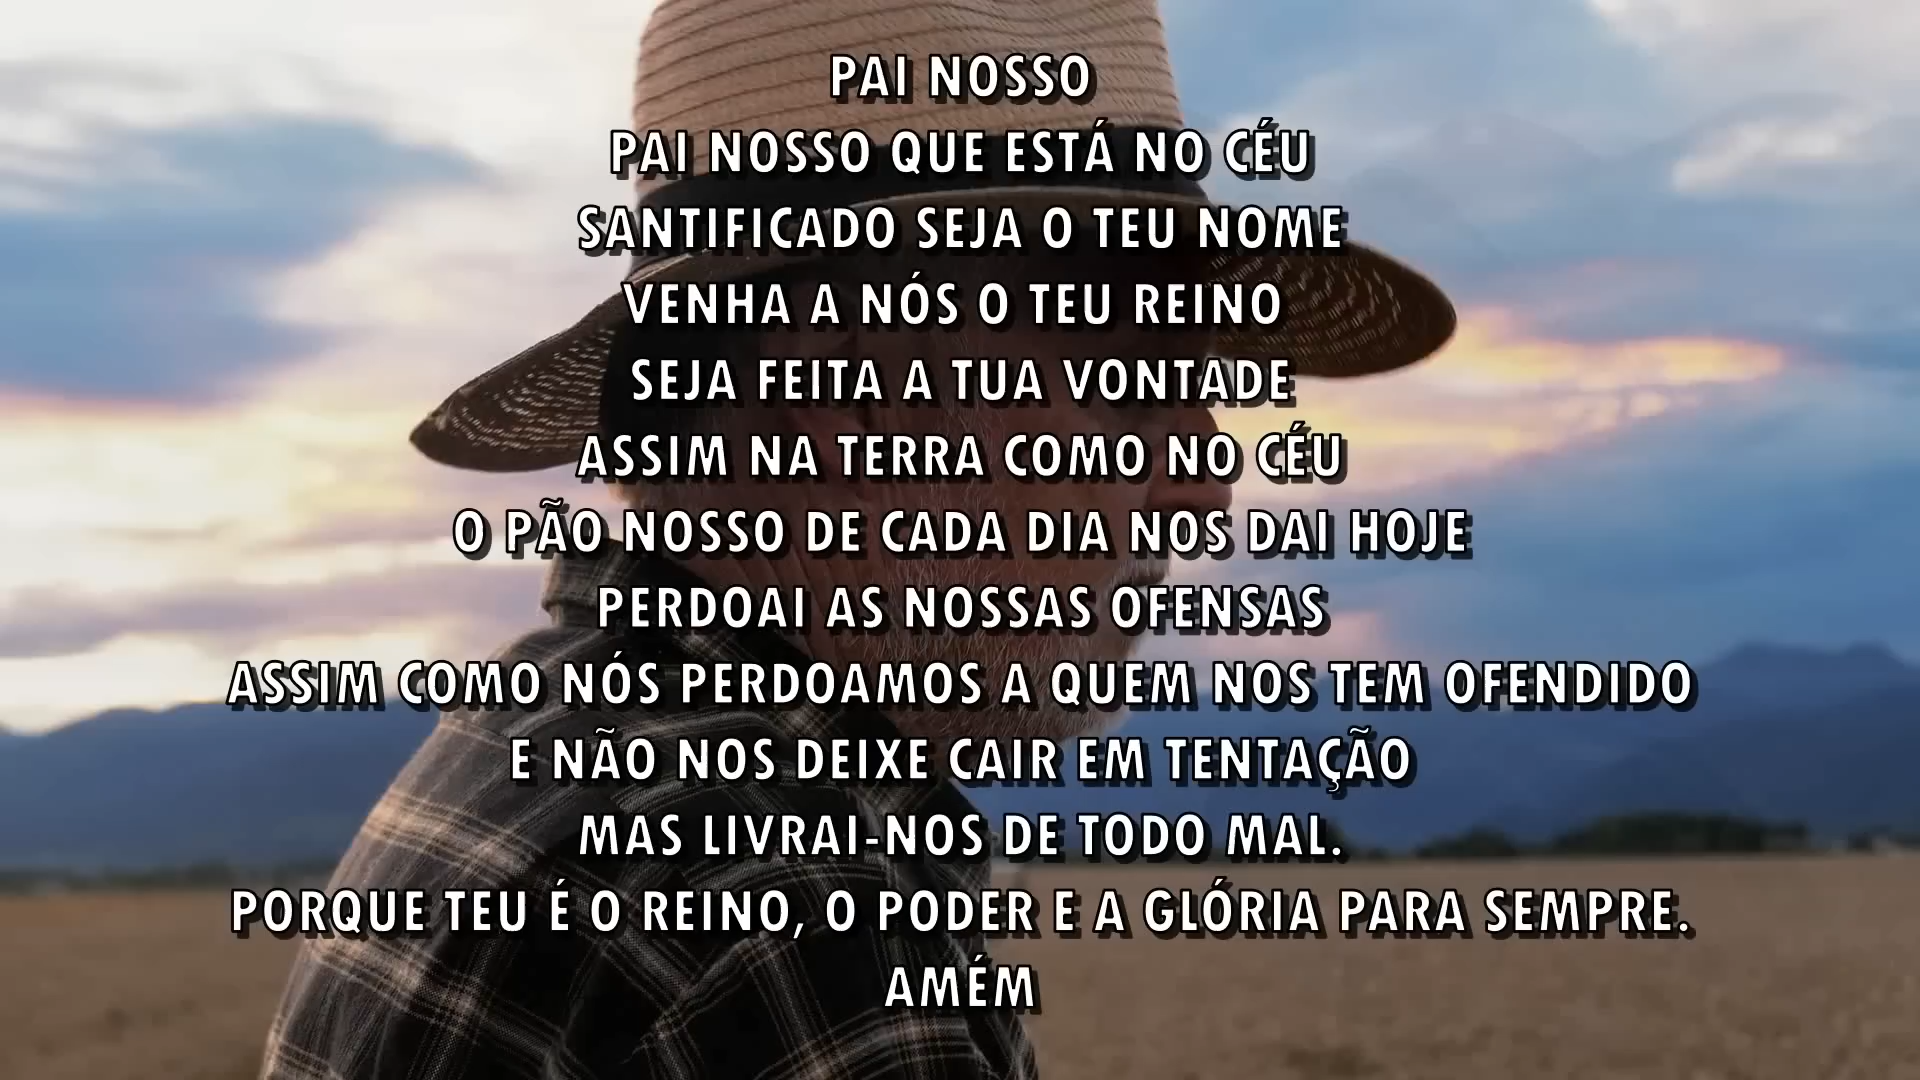 PAI NOSSO
PAI NOSSO QUE ESTÁ NO CÉU
SANTIFICADO SEJA O TEU NOME
VENHA A NÓS O TEU REINO
SEJA FEITA A TUA VONTADE
ASSIM NA TERRA COMO NO CÉU
O PÃO NOSSO DE CADA DIA NOS DAI HOJE
PERDOAI AS NOSSAS OFENSAS
ASSIM COMO NÓS PERDOAMOS A QUEM NOS TEM OFENDIDO
E NÃO NOS DEIXE CAIR EM TENTAÇÃO
MAS LIVRAI-NOS DE TODO MAL.
PORQUE TEU É O REINO, O PODER E A GLÓRIA PARA SEMPRE.
AMÉM